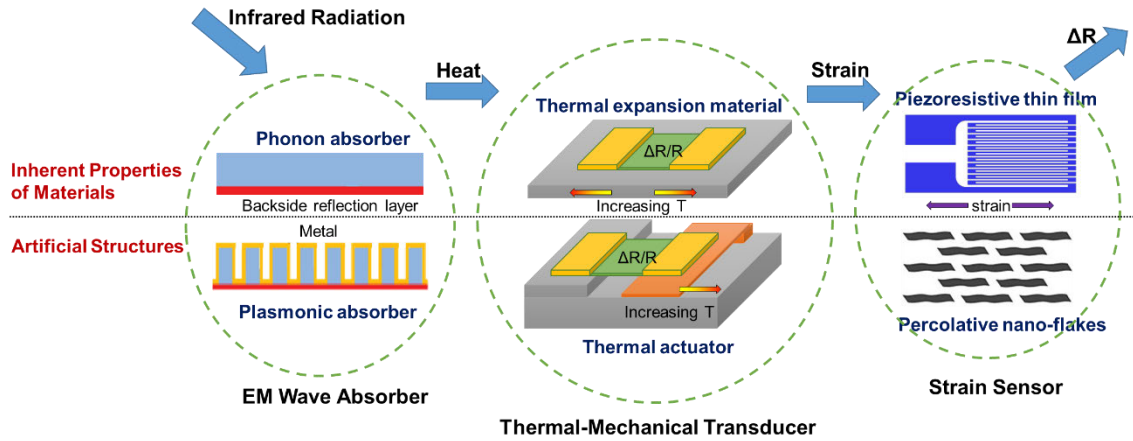 Infrared Radiation
Heat
Strain
ΔR
Inherent Properties
of Materials
Artificial Structures
Phonon absorber
Backside reflection layer
Metal
Plasmonic absorber
EM Wave Absorber
Thermal expansion material
ΔR/R
Increasing T
ΔR/R
Increasing T
Thermal actuator
Thermal-Mechanical Transducer
Piezoresistive thin film
strain
Percolative nano-flakes
Strain Sensor